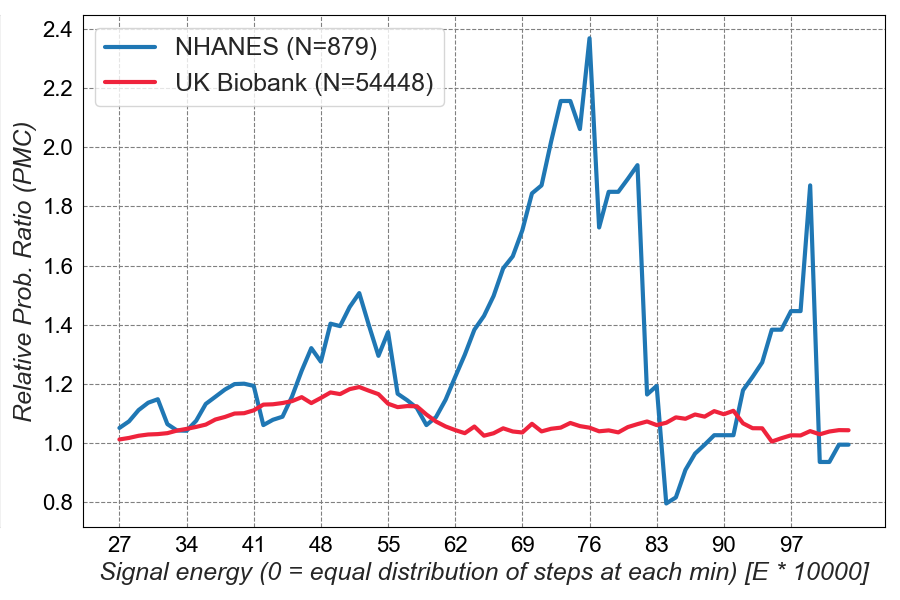 NHANES (N=879)
UK Biobank (N=54448)
Relative Prob. Ratio (PMC)
2.4
2.2
2.0
1.8
1.6
1.4
1.2
1.0
0.8
27 34 41 48 55 62 69 76 83 90 97
Signal energy (0 = equal distribution of steps at each min) [E * 10000]